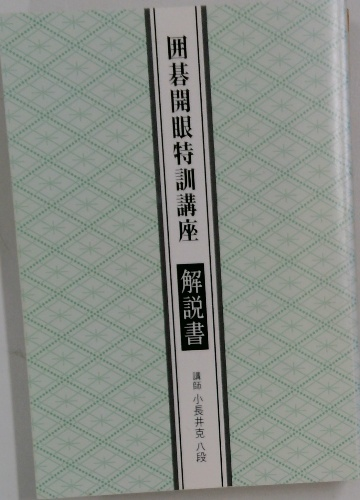 囲碁開眼特訓講座
解説書
講師 小長井克 八段